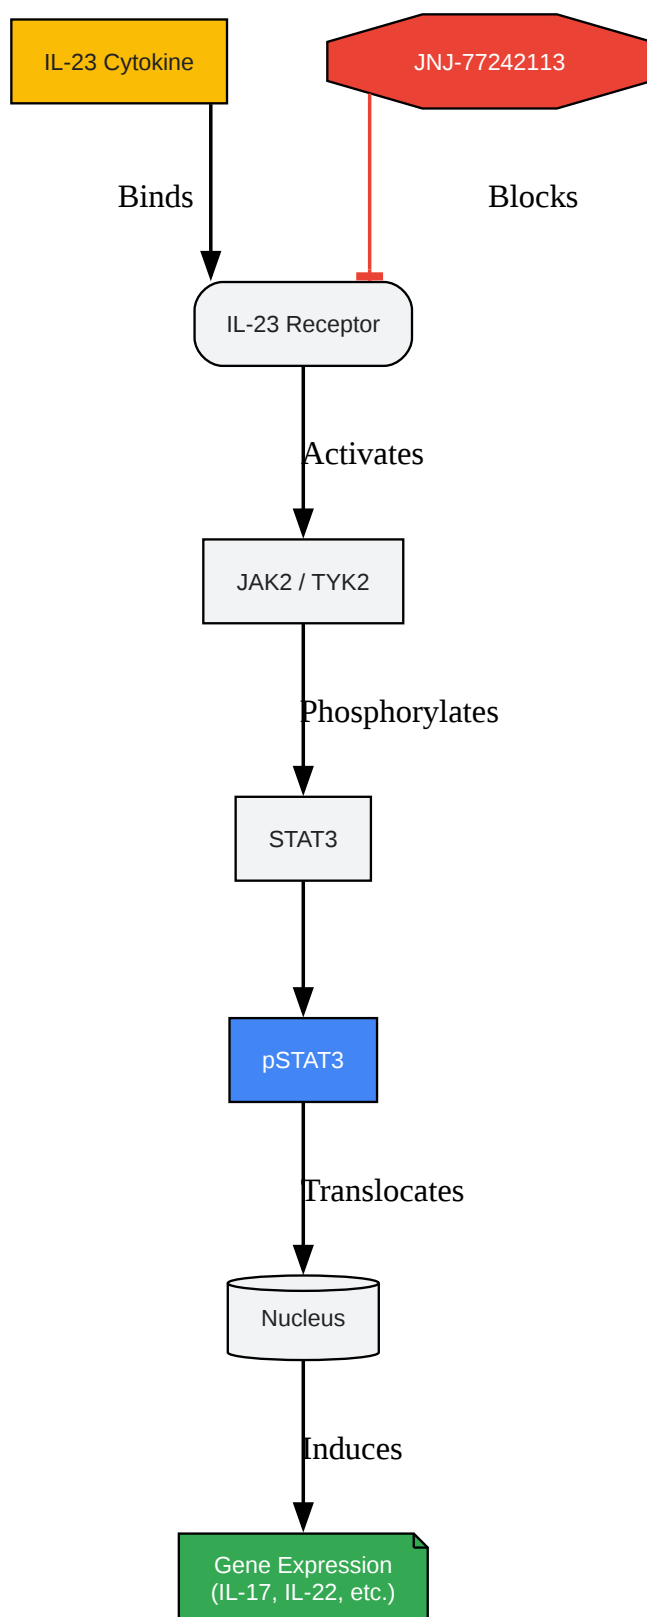 IL-23 Cytokine
JNJ-77242113
Binds
Blocks
IL-23 Receptor
Activates
JAK2 / TYK2
Phosphorylates
STAT3
pSTAT3
Translocates
Nucleus
Induces
Gene Expression
(IL-17, IL-22, etc.)